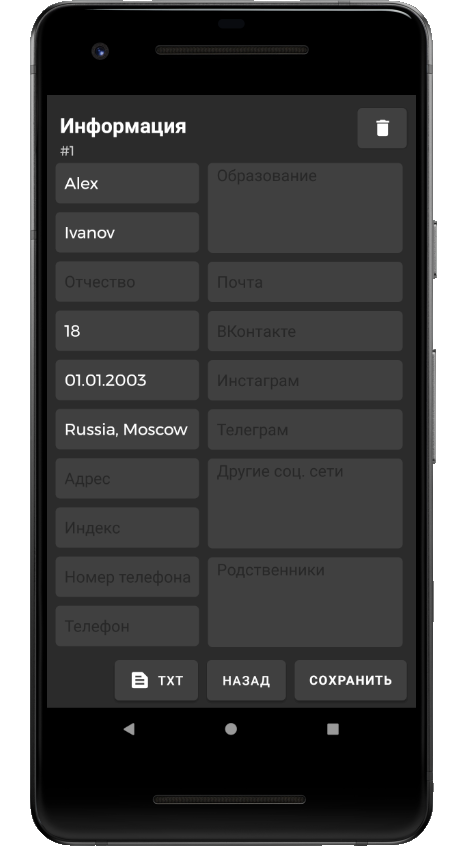 Информация
#1
Alex
Ivanov
Отчество
18
01.01.2003
Russia, Moscow
Адрес
Индекс
Номер телефона
Телефон
Образование
Почта
ВКонтакте
Инстаграм
Телеграм
Другие соц. сети
Родственники
TXT
НАЗАД
СОХРАНИТЬ